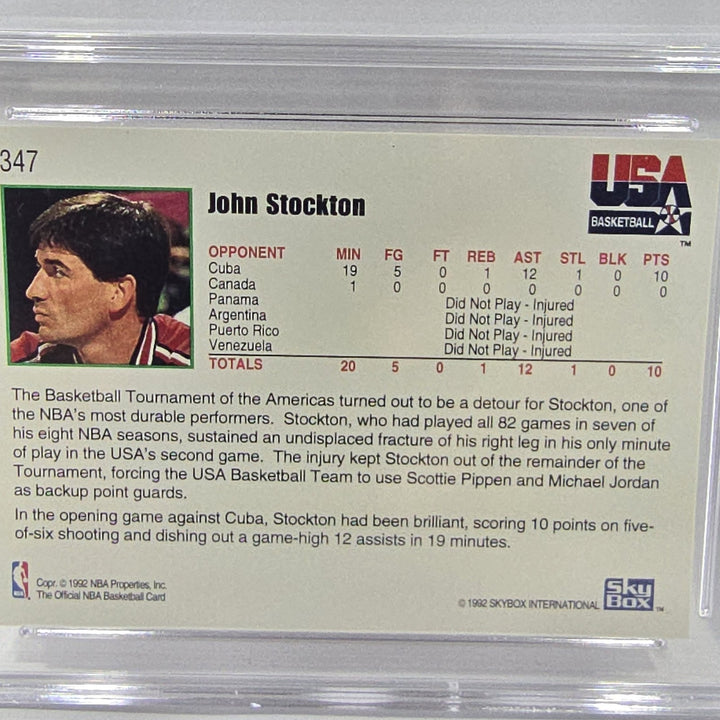 347
USA
BASKETBALL
TM
John Stockton
OPPONENT MIN FG FT REB AST STL BLK PTS
Cuba 19 5 0 1 12 1 0 10
Canada 1 0 0 0 0 0 0 0
Panama Did Not Play - Injured
Argentina Did Not Play - Injured
Puerto Rico Did Not Play - Injured
Venezuela Did Not Play - Injured
TOTALS 20 5 0 1 12 1 0 10
The Basketball Tournament of the Americas turned out to be a detour for Stockton, one of
the NBA's most durable performers. Stockton, who had played all 82 games in seven of
his eight NBA seasons, sustained an undisplaced fracture of his right leg in his only minute
of play in the USA's second game. The injury kept Stockton out of the remainder of the
Tournament, forcing the USA Basketball Team to use Scottie Pippen and Michael Jordan
as backup point guards.
In the opening game against Cuba, Stockton had been brilliant, scoring 10 points on five-
of-six shooting and dishing out a game-high 12 assists in 19 minutes.
NBA
Copr. © 1992 NBA Properties, Inc.
The Official NBA Basketball Card
© 1992 SKYBOX INTERNATIONAL
Sky
Box
TM